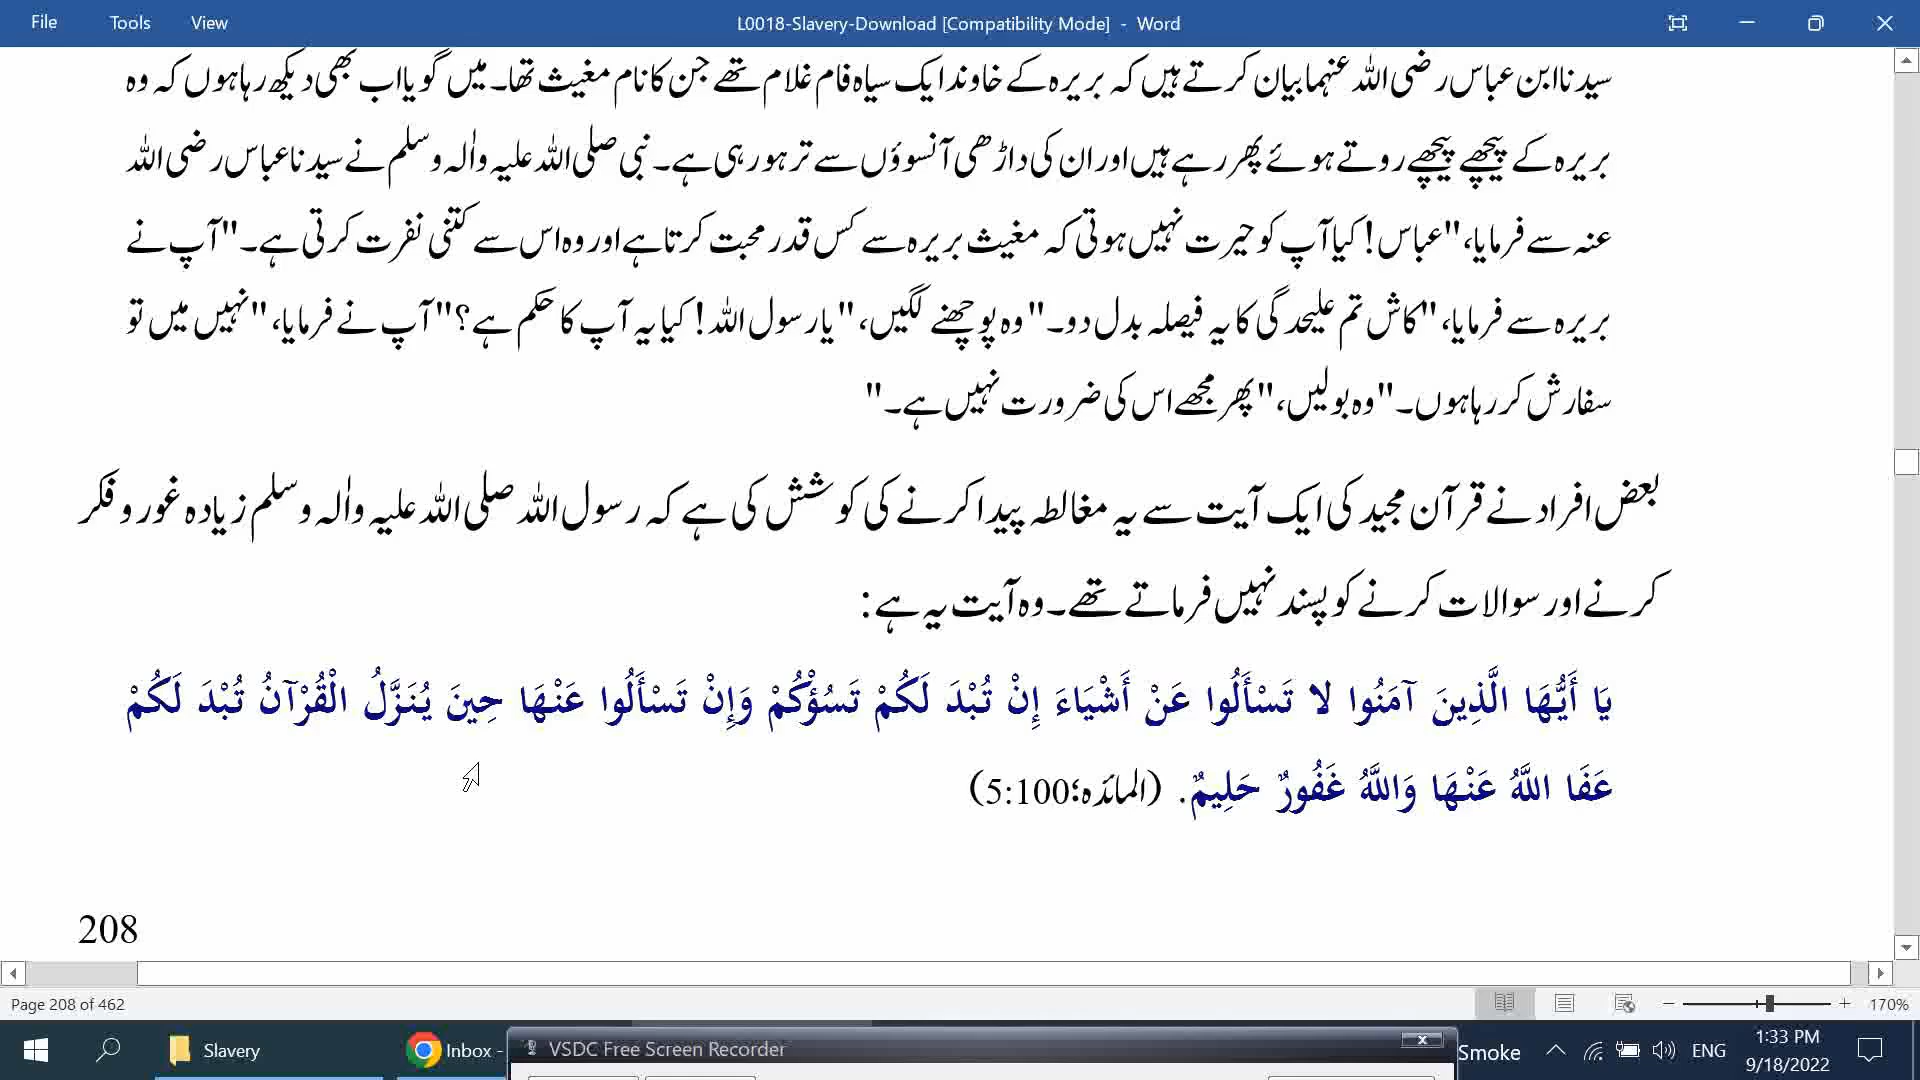 File Tools View L0018-Slavery-Download [Compatibility Mode] - Word
سیدنا ابن عباس رضی اللہ عنہما بیان کرتے ہیں کہ بریرہ کے خاوند ایک سیاہ فام غلام تھے جن کا نام مغیث تھا۔ میں گویا اب بھی دیکھ رہا ہوں کہ وہ
بریرہ کے پیچھے پیچھے روتے ہوئے پھر رہے ہیں اور ان کی داڑھی آنسوؤں سے تر ہو رہی ہے۔ نبی صلی اللہ علیہ واٰلہ وسلم نے سیدنا عباس رضی اللہ
عنہ سے فرمایا، "عباس! کیا آپ کو حیرت نہیں ہوتی کہ مغیث بریرہ سے کس قدر محبت کرتا ہے اور وہ اس سے کتنی نفرت کرتی ہے۔" آپ نے
بریرہ سے فرمایا، "کاش تم علیحدگی کا یہ فیصلہ بدل دو۔" وہ پوچھنے لگیں، "یا رسول اللہ! کیا یہ آپ کا حکم ہے؟" آپ نے فرمایا، "نہیں میں تو
سفارش کر رہا ہوں۔" وہ بولیں، "پھر مجھے اس کی ضرورت نہیں ہے۔"
بعض افراد نے قرآن مجید کی ایک آیت سے یہ مغالطہ پیدا کرنے کی کوشش کی ہے کہ رسول اللہ صلی اللہ علیہ واٰلہ وسلم زیادہ غور و فکر
کرنے اور سوالات کرنے کو پسند نہیں فرماتے تھے۔ وہ آیت یہ ہے:
يَا أَيُّهَا الَّذِينَ آمَنُوا لا تَسْأَلُوا عَنْ أَشْيَاءَ إِنْ تُبْدَ لَكُمْ تَسُؤْكُمْ وَإِنْ تَسْأَلُوا عَنْهَا حِينَ يُنَزَّلُ الْقُرْآنُ تُبْدَ لَكُمْ
عَفَا اللَّهُ عَنْهَا وَاللَّهُ غَفُورٌ حَلِيمٌ. (المائدہ؛5:100)
208
Page 208 of 462 170%
Slavery Inbox - VSDC Free Screen Recorder Smoke ENG 1:33 PM
9/18/2022